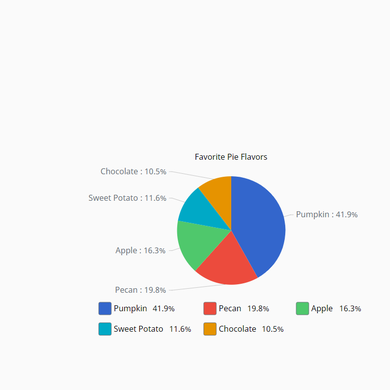 Favorite Pie Flavors
Chocolate : 10.5%
Sweet Potato : 11.6%
Pumpkin : 41.9%
Apple : 16.3%
Pecan : 19.8%
Pumpkin 41.9% Pecan 19.8% Apple 16.3%
Sweet Potato 11.6% Chocolate 10.5%